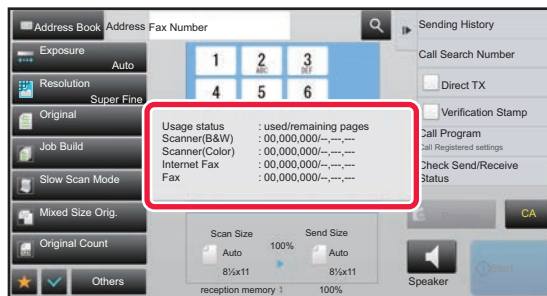 Address Book
Address
Fax Number
Sending History
Exposure
Auto
Call Search Number
1
2
ABC
3
DEF
Direct TX
Resolution
Super Fine
4
5
6
Verification Stamp
Original
Usage status : used/remaining pages
Scanner(B&W) : 00,000,000/--,---,---
Scanner(Color) : 00,000,000/--,---,---
Internet Fax : 00,000,000/--,---,---
Fax : 00,000,000/--,---,---
Call Program
Call Registered settings
Job Build
Check Send/Receive
Status
Slow Scan Mode
Mixed Size Orig.
CA
Scan Size
Send Size
Original Count
Auto
100%
Auto
8½x11
8½x11
Speaker
Start
Others
reception memory :
100%